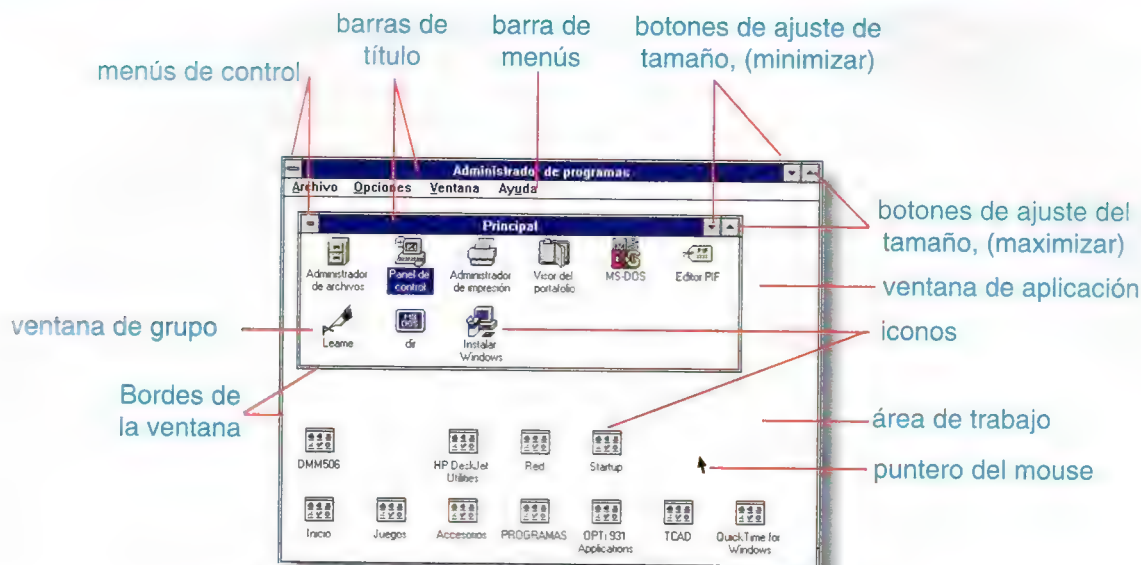 barras de
título
barra de
menús
botones de ajuste de
tamaño, (minimizar)
menús de control
Administrador de programas
Archivo Opciones Ventana Ayuda
Principal
botones de ajuste del
tamaño, (maximizar)
Administrador
de archivos
Panel de
control
Administrador
de impresión
Visor del
portafolio
MS-DOS
Editor PIF
ventana de aplicación
ventana de grupo
Leame
dir
Instalar
Windows
iconos
Bordes de
la ventana
área de trabajo
DMM506
HP DeskJet
Utilities
Red
Startup
puntero del mouse
Inicio
Juegos
Accesorios
PROGRAMAS
OPTi 931
Applications
TCAD
QuickTime for
Windows